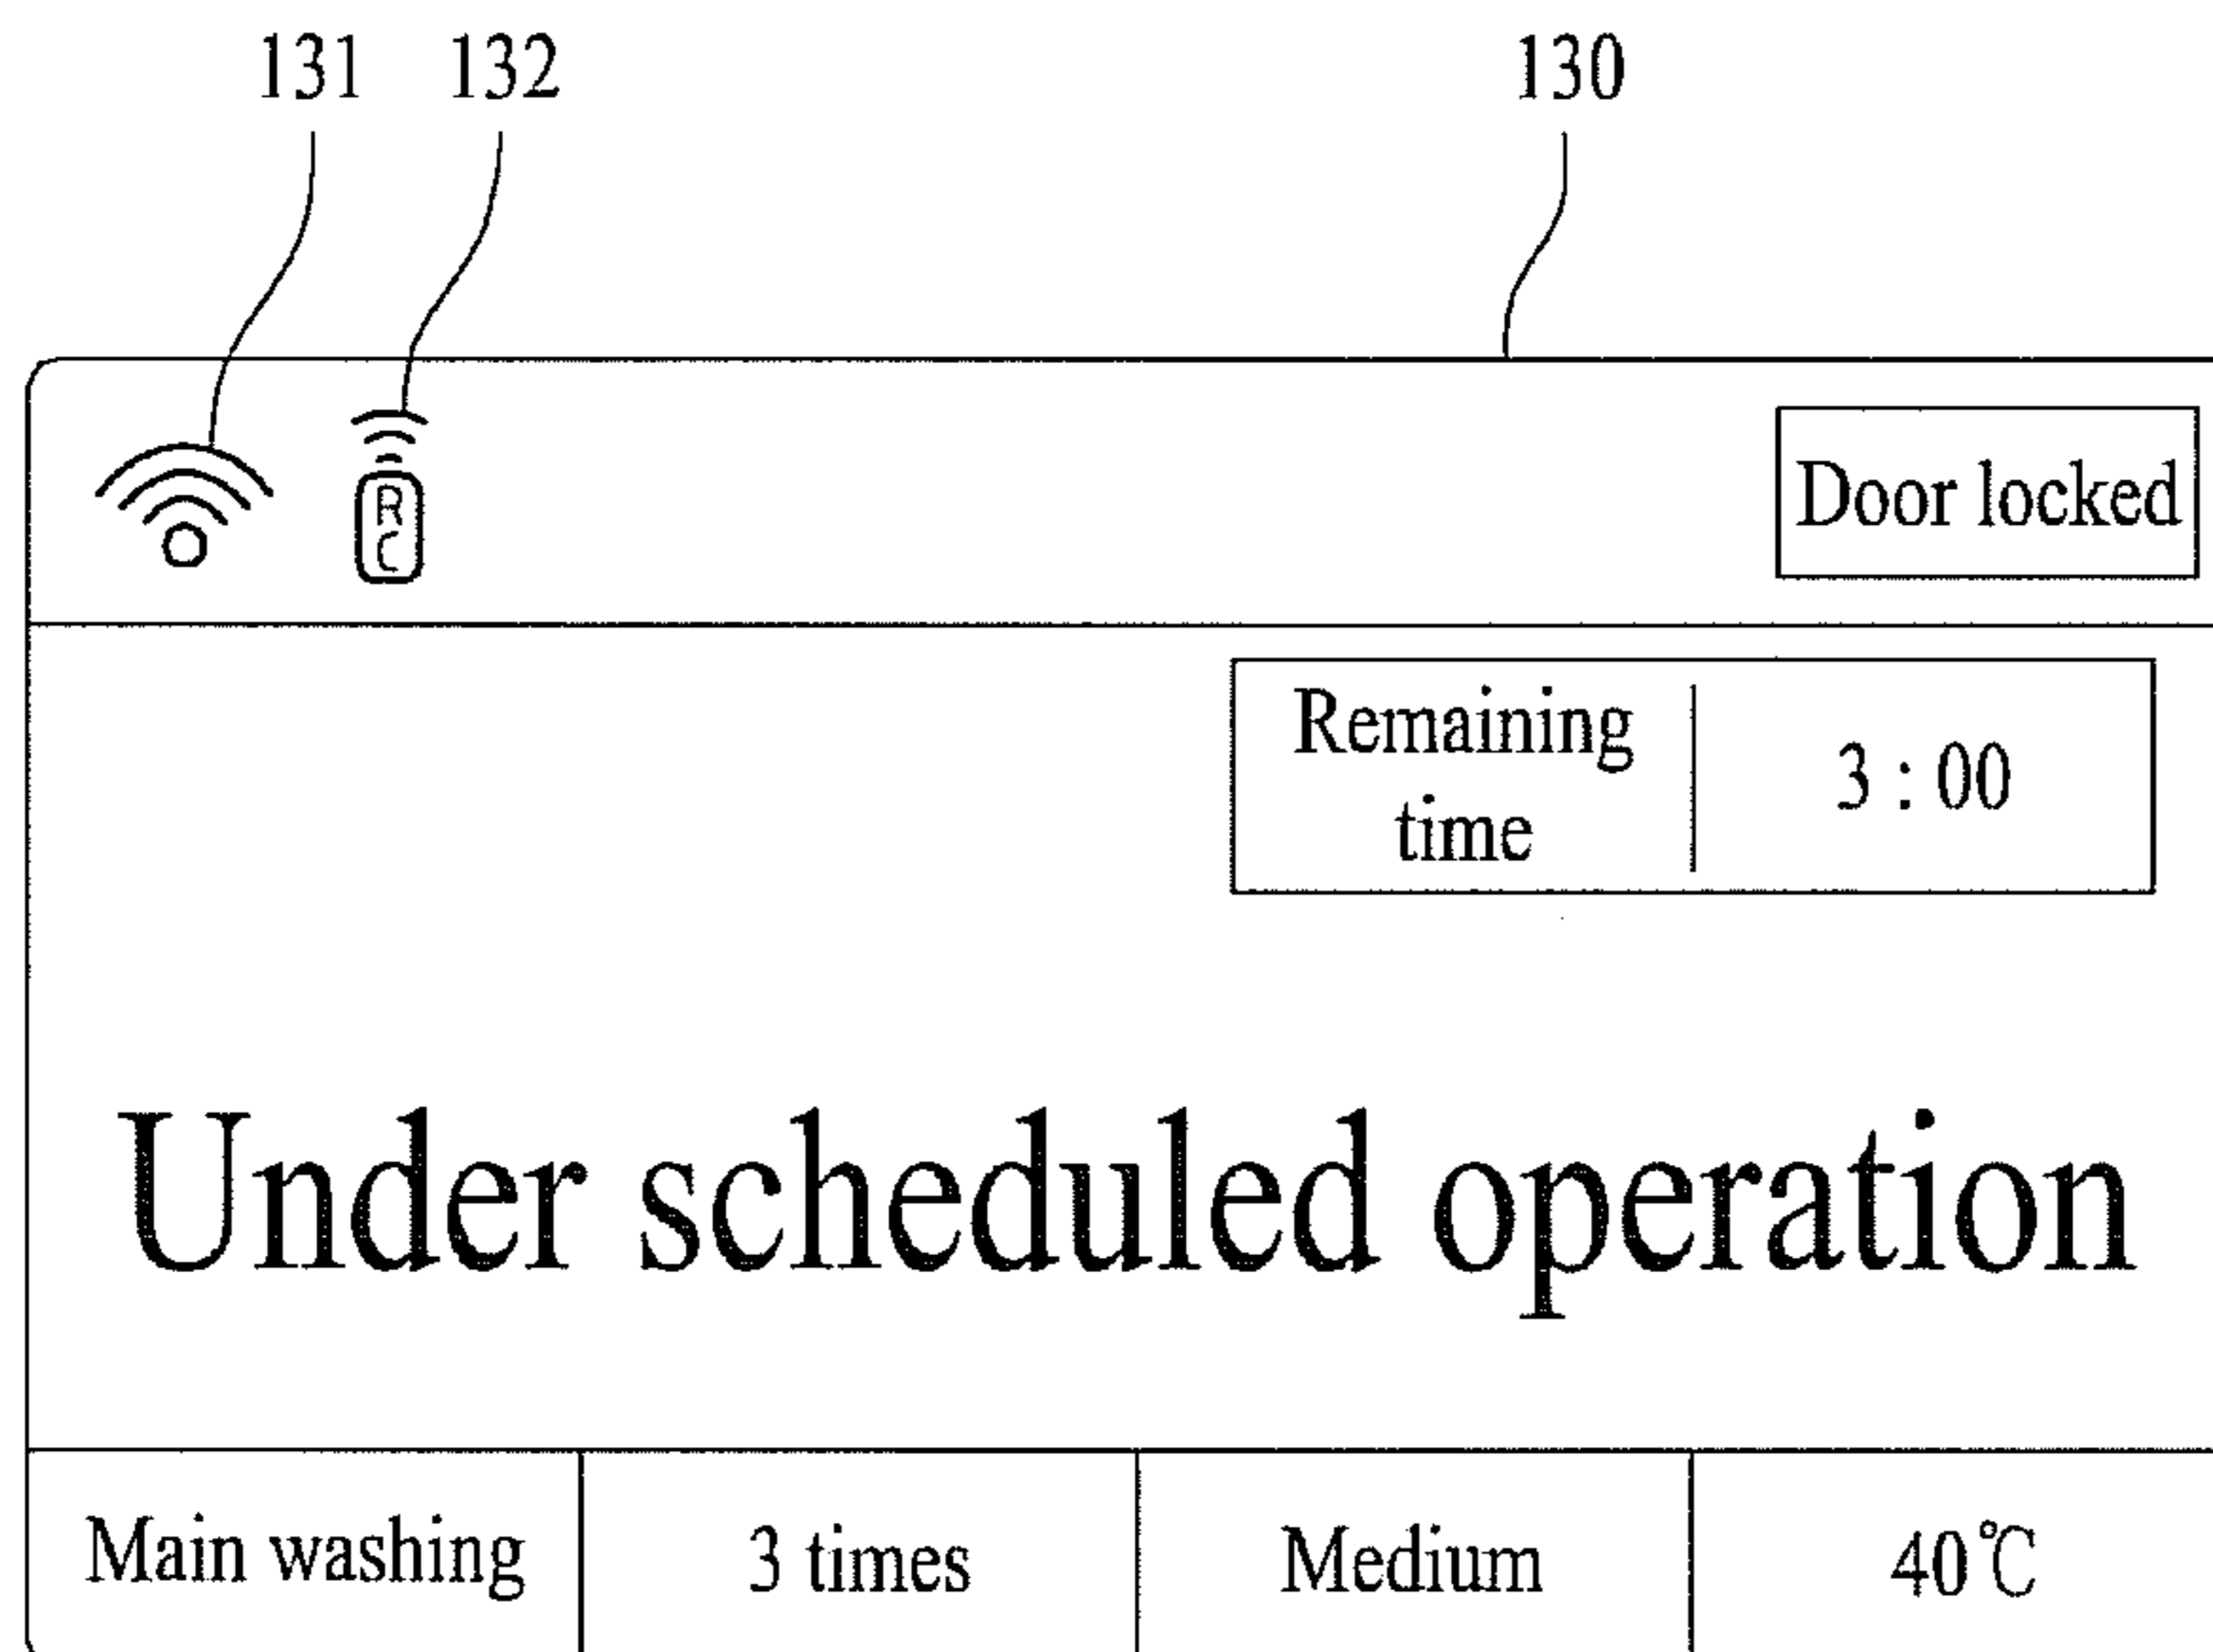 131 132 130
R
C
Door locked
Remaining
time
3 : 00
Under scheduled operation
Main washing 3 times Medium 40℃